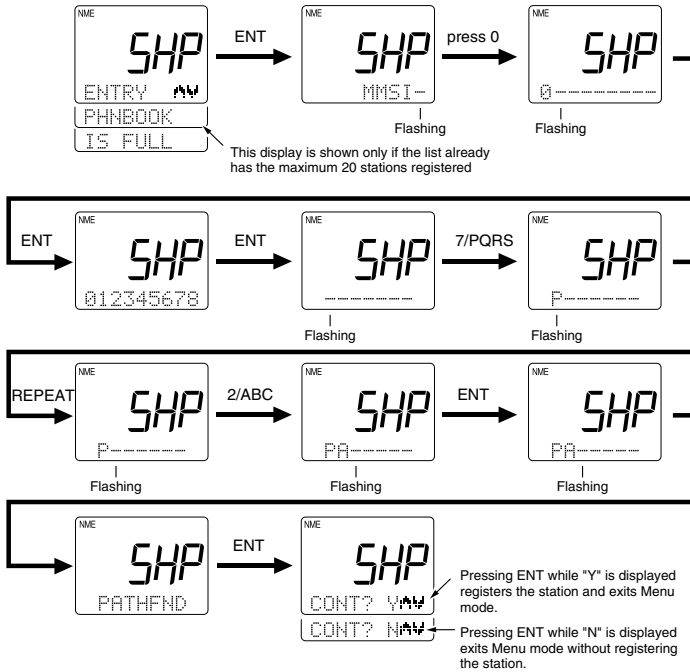 NME
SHP
ENTRY
PHNBOOK
IS FULL
ENT
NME
SHP
MMSI-
Flashing
press 0
NME
SHP
0--------
Flashing
This display is shown only if the list already
has the maximum 20 stations registered
ENT
NME
SHP
012345678
ENT
NME
SHP
-------
Flashing
7/PQRS
NME
SHP
P------
Flashing
REPEAT
NME
SHP
P------
Flashing
2/ABC
NME
SHP
PA-----
Flashing
ENT
NME
SHP
PA-----
Flashing
NME
SHP
PATHFND
ENT
NME
SHP
CONT? Y
CONT? N
Pressing ENT while "Y" is displayed
registers the station and exits Menu
mode.
Pressing ENT while "N" is displayed
exits Menu mode without registering
the station.